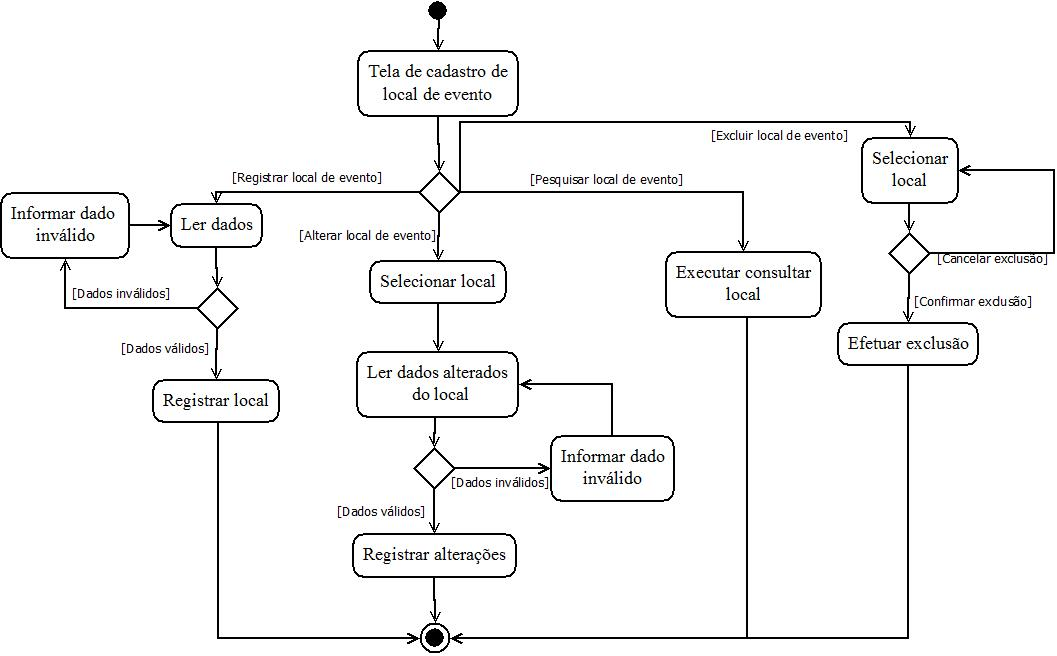 Tela de cadastro de
local de evento
[Excluir local de evento]
Selecionar
local
[Registrar local de evento]
[Pesquisar local de evento]
Informar dado
inválido
Ler dados
[Alterar local de evento]
[Cancelar exclusão]
Selecionar local
Executar consultar
local
[Dados inválidos]
[Confirmar exclusão]
[Dados válidos]
Efetuar exclusão
Ler dados alterados
do local
Registrar local
Informar dado
inválido
[Dados inválidos]
[Dados válidos]
Registrar alterações